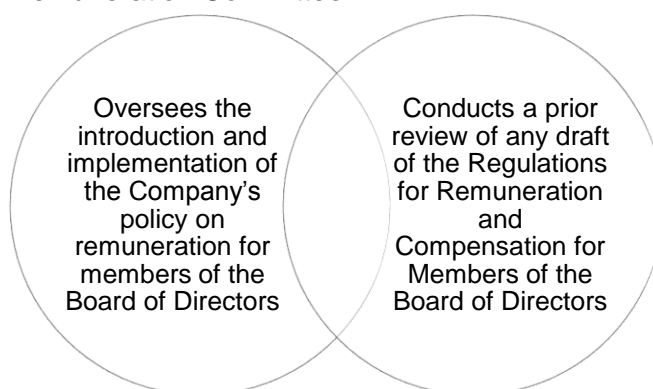 Oversees the
introduction and
implementation of
the Company's
policy on
remuneration for
members of the
Board of Directors
Conducts a prior
review of any draft
of the Regulations
for Remuneration
and
Compensation for
Members of the
Board of Directors